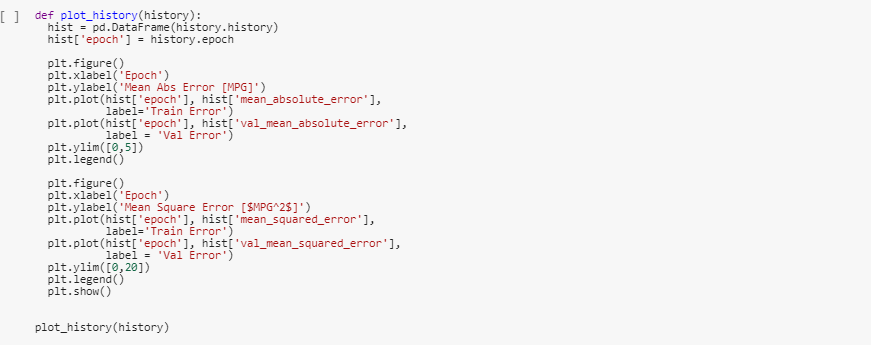 [ ] def plot_history(history):
hist = pd.DataFrame(history.history)
hist['epoch'] = history.epoch
plt.figure()
plt.xlabel('Epoch')
plt.ylabel('Mean Abs Error [MPG]')
plt.plot(hist['epoch'], hist['mean_absolute_error'],
label='Train Error')
plt.plot(hist['epoch'], hist['val_mean_absolute_error'],
label = 'Val Error')
plt.ylim([0,5])
plt.legend()
plt.figure()
plt.xlabel('Epoch')
plt.ylabel('Mean Square Error [$MPG^2$]')
plt.plot(hist['epoch'], hist['mean_squared_error'],
label='Train Error')
plt.plot(hist['epoch'], hist['val_mean_squared_error'],
label = 'Val Error')
plt.ylim([0,20])
plt.legend()
plt.show()
plot_history(history)